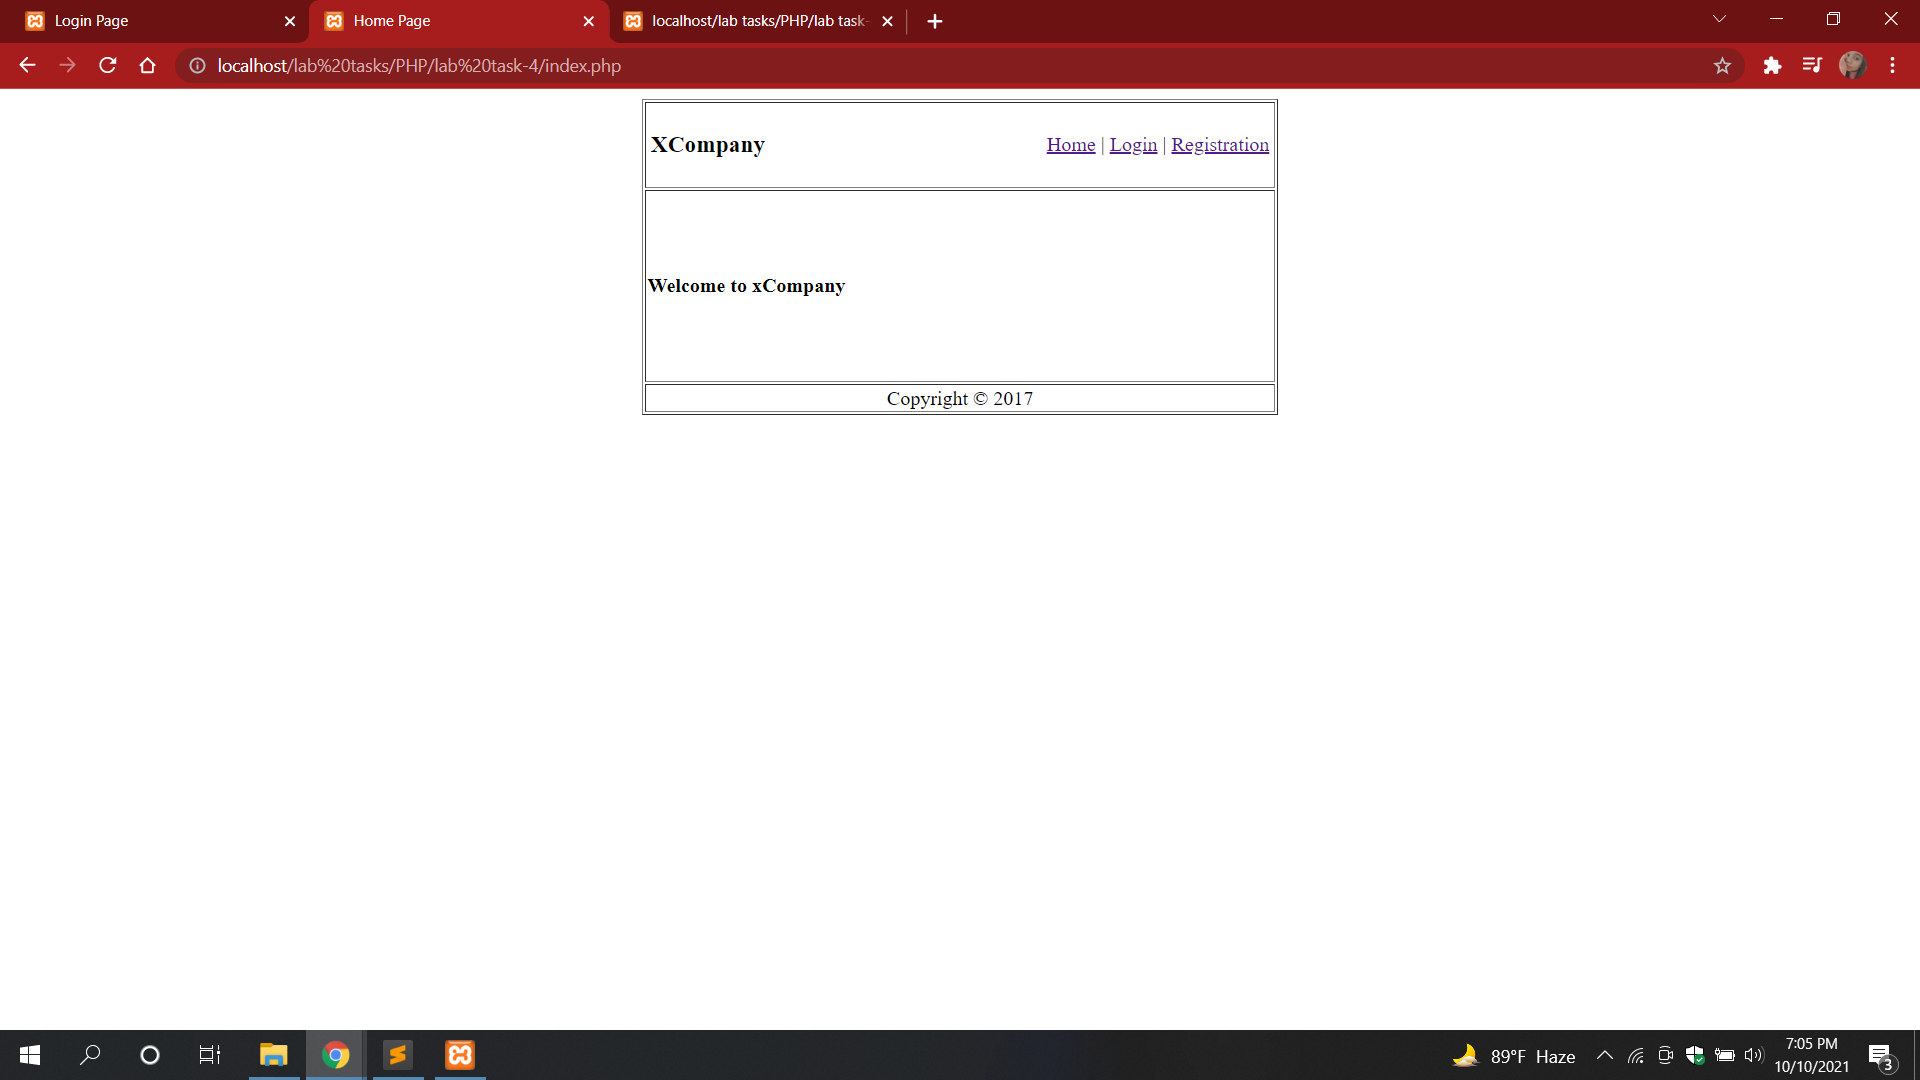 Login Page
Home Page
localhost/lab tasks/PHP/lab task-
localhost/lab%20tasks/PHP/lab%20task-4/index.php
XCompany
Home | Login | Registration
Welcome to xCompany
Copyright © 2017
89°F Haze
7:05 PM
10/10/2021
3